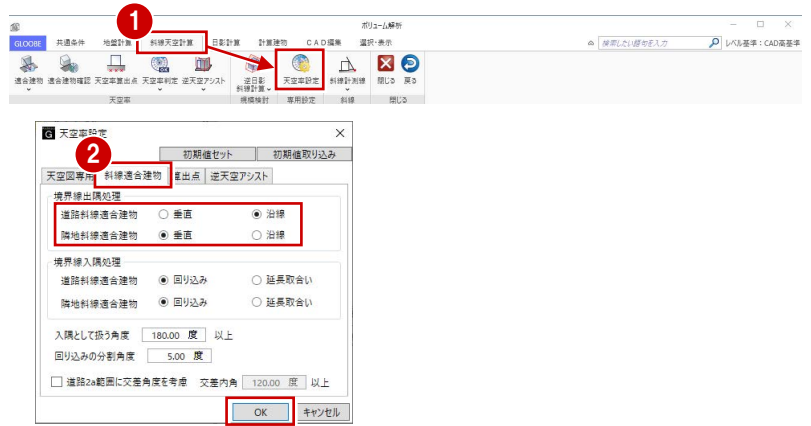 ボリューム解析
1
GLOOBE 共通条件 地盤計算 斜線天空計算 日影計算 計算建物 CAD編集 選択・表示 検索したい語句を入力 レベル基準：CAD高基準
適合建物 適合建物確認 天空率算出点 天空率判定 逆天空アシスト 逆日影 天空率設定 斜線計測線 閉じる 戻る
斜線計算
天空率 規模検討 専用設定 斜線 閉じる
G 天空率設定
2
初期値セット 初期値取り込み
天空図専用 斜線適合建物 算出点 逆天空アシスト
境界線出隅処理
道路斜線適合建物 垂直 沿線
隣地斜線適合建物 垂直 沿線
境界線入隅処理
道路斜線適合建物 回り込み 延長取合い
隣地斜線適合建物 回り込み 延長取合い
入隅として扱う角度 180.00 度 以上
回り込みの分割角度 5.00 度
道路2a範囲に交差角度を考慮 交差内角 120.00 度 以上
OK キャンセル